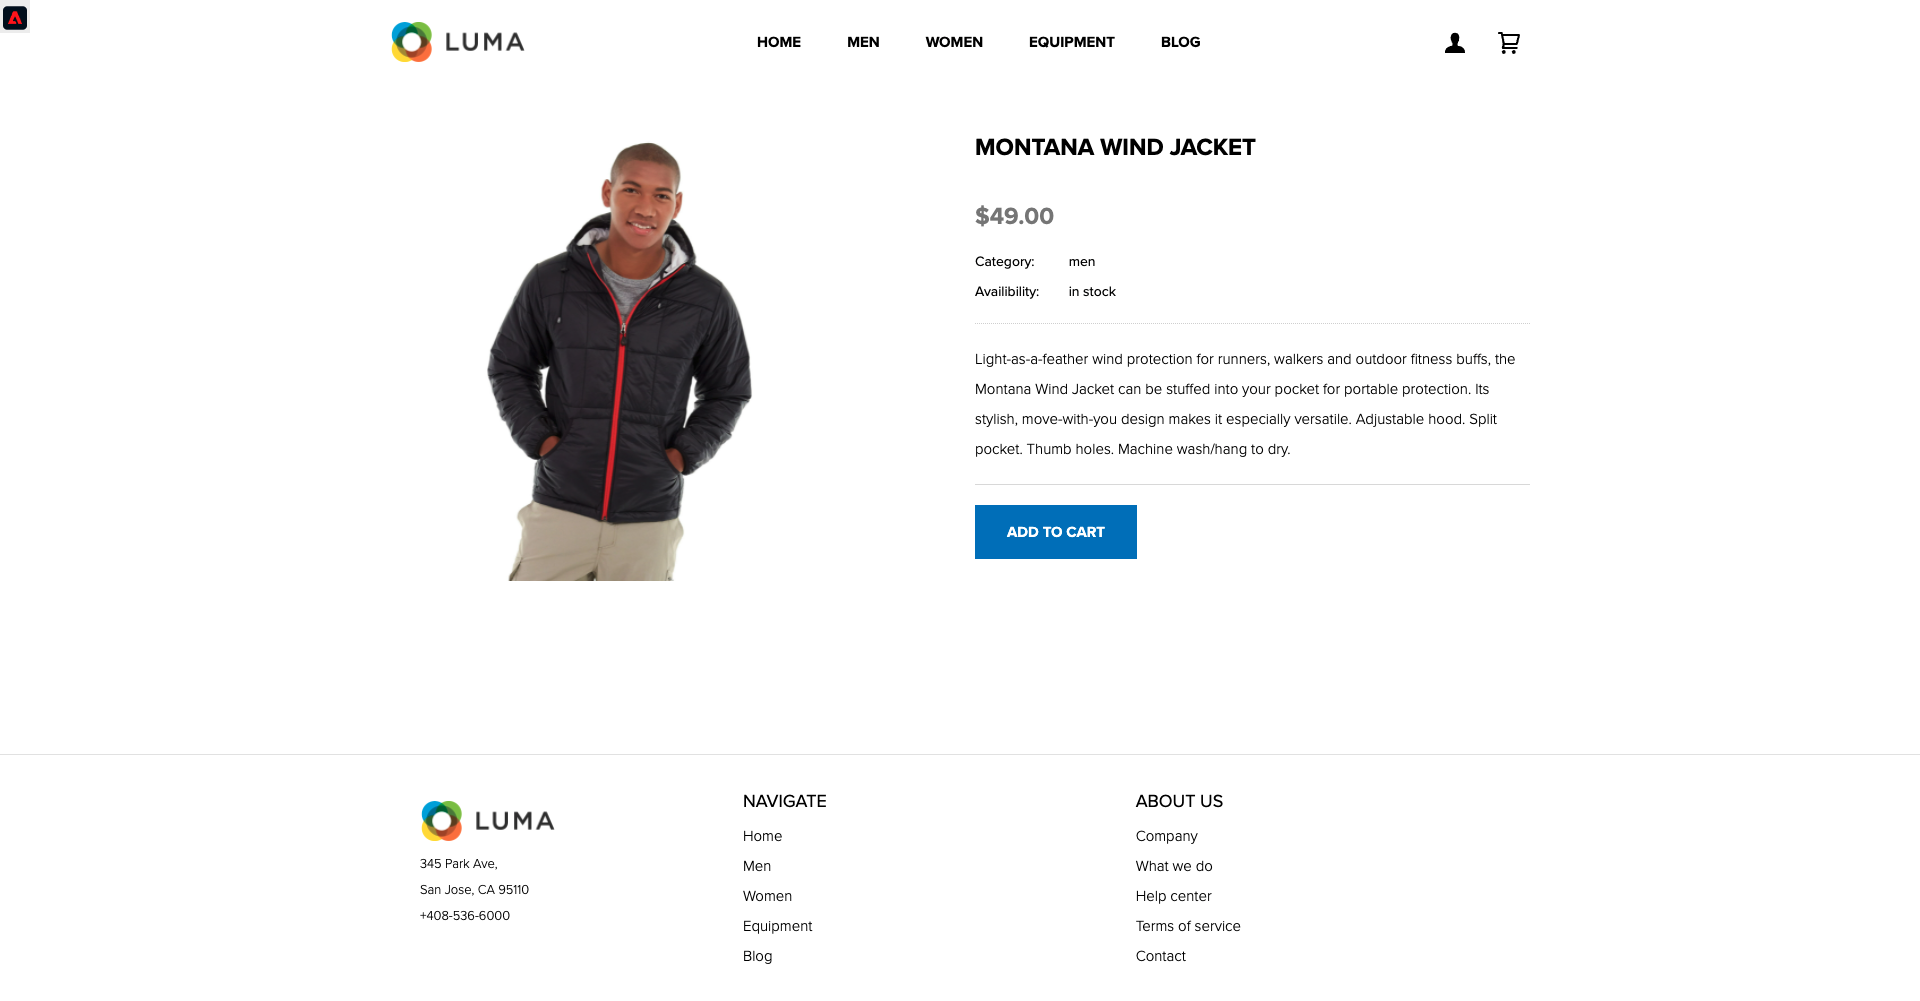 LUMA
HOME MEN WOMEN EQUIPMENT BLOG
MONTANA WIND JACKET
$49.00
Category: men
Availibility: in stock
Light-as-a-feather wind protection for runners, walkers and outdoor fitness buffs, the
Montana Wind Jacket can be stuffed into your pocket for portable protection. Its
stylish, move-with-you design makes it especially versatile. Adjustable hood. Split
pocket. Thumb holes. Machine wash/hang to dry.
ADD TO CART
LUMA
345 Park Ave,
San Jose, CA 95110
+408-536-6000
NAVIGATE
Home
Men
Women
Equipment
Blog
ABOUT US
Company
What we do
Help center
Terms of service
Contact